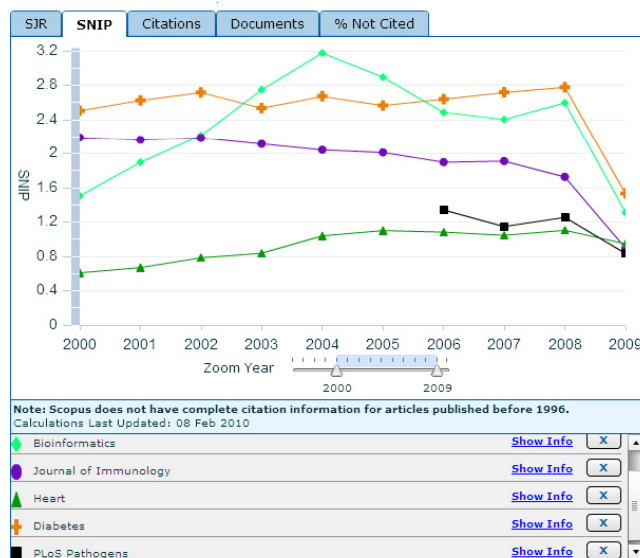 SJR SNIP Citations Documents % Not Cited
3.2
2.8
2.4
2
1.6
1.2
0.8
0.4
0
SNIP
2000 2001 2002 2003 2004 2005 2006 2007 2008 2009
Zoom Year
2000 2009
Note: Scopus does not have complete citation information for articles published before 1996.
Calculations Last Updated: 08 Feb 2010
Bioinformatics Show Info X
Journal of Immunology Show Info X
Heart Show Info X
Diabetes Show Info X
PLoS Pathogens Show Info X